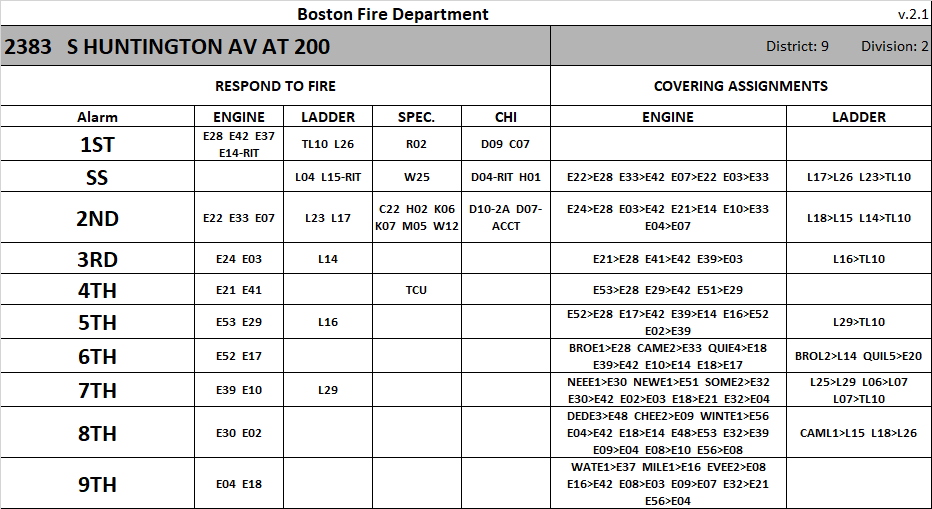 Boston Fire Department v.2.1
2383 S HUNTINGTON AV AT 200 District: 9 Division: 2
RESPOND TO FIRE COVERING ASSIGNMENTS
Alarm ENGINE LADDER SPEC. CHI ENGINE LADDER
1ST E28 E42 E37 E14-RIT TL10 L26 R02 D09 C07
SS L04 L15-RIT W25 D04-RIT H01 E22>E28 E33>E42 E07>E22 E03>E33 L17>L26 L23>TL10
2ND E22 E33 E07 L23 L17 C22 H02 K06 K07 M05 W12 D10-2A D07-ACCT E24>E28 E03>E42 E21>E14 E10>E33 E04>E07 L18>L15 L14>TL10
3RD E24 E03 L14 E21>E28 E41>E42 E39>E03 L16>TL10
4TH E21 E41 TCU E53>E28 E29>E42 E51>E29
5TH E53 E29 L16 E52>E28 E17>E42 E39>E14 E16>E52 E02>E39 L29>TL10
6TH E52 E17 BROE1>E28 CAME2>E33 QUIE4>E18 E39>E42 E10>E14 E18>E17 BROL2>L14 QUIL5>E20
7TH E39 E10 L29 NEEE1>E30 NEWE1>E51 SOME2>E32 E30>E42 E02>E03 E18>E21 E32>E04 L25>L29 L06>L07 L07>TL10
8TH E30 E02 DEDE3>E48 CHEE2>E09 WINTE1>E56 E04>E42 E18>E14 E48>E53 E32>E39 E09>E04 E08>E10 E56>E08 CAML1>L15 L18>L26
9TH E04 E18 WATE1>E37 MILE1>E16 EVEE2>E08 E16>E42 E08>E03 E09>E07 E32>E21 E56>E04